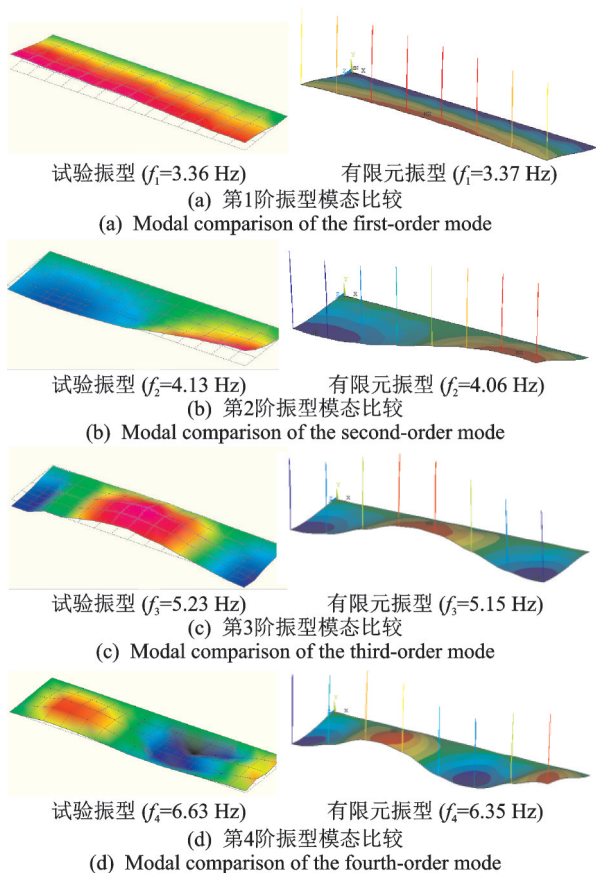 试验振型 (f₁=3.36 Hz) 有限元振型 (f₁=3.37 Hz)
(a) 第1阶振型模态比较
(a) Modal comparison of the first-order mode
试验振型 (f₂=4.13 Hz) 有限元振型 (f₂=4.06 Hz)
(b) 第2阶振型模态比较
(b) Modal comparison of the second-order mode
试验振型 (f₃=5.23 Hz) 有限元振型 (f₃=5.15 Hz)
(c) 第3阶振型模态比较
(c) Modal comparison of the third-order mode
试验振型 (f₄=6.63 Hz) 有限元振型 (f₄=6.35 Hz)
(d) 第4阶振型模态比较
(d) Modal comparison of the fourth-order mode